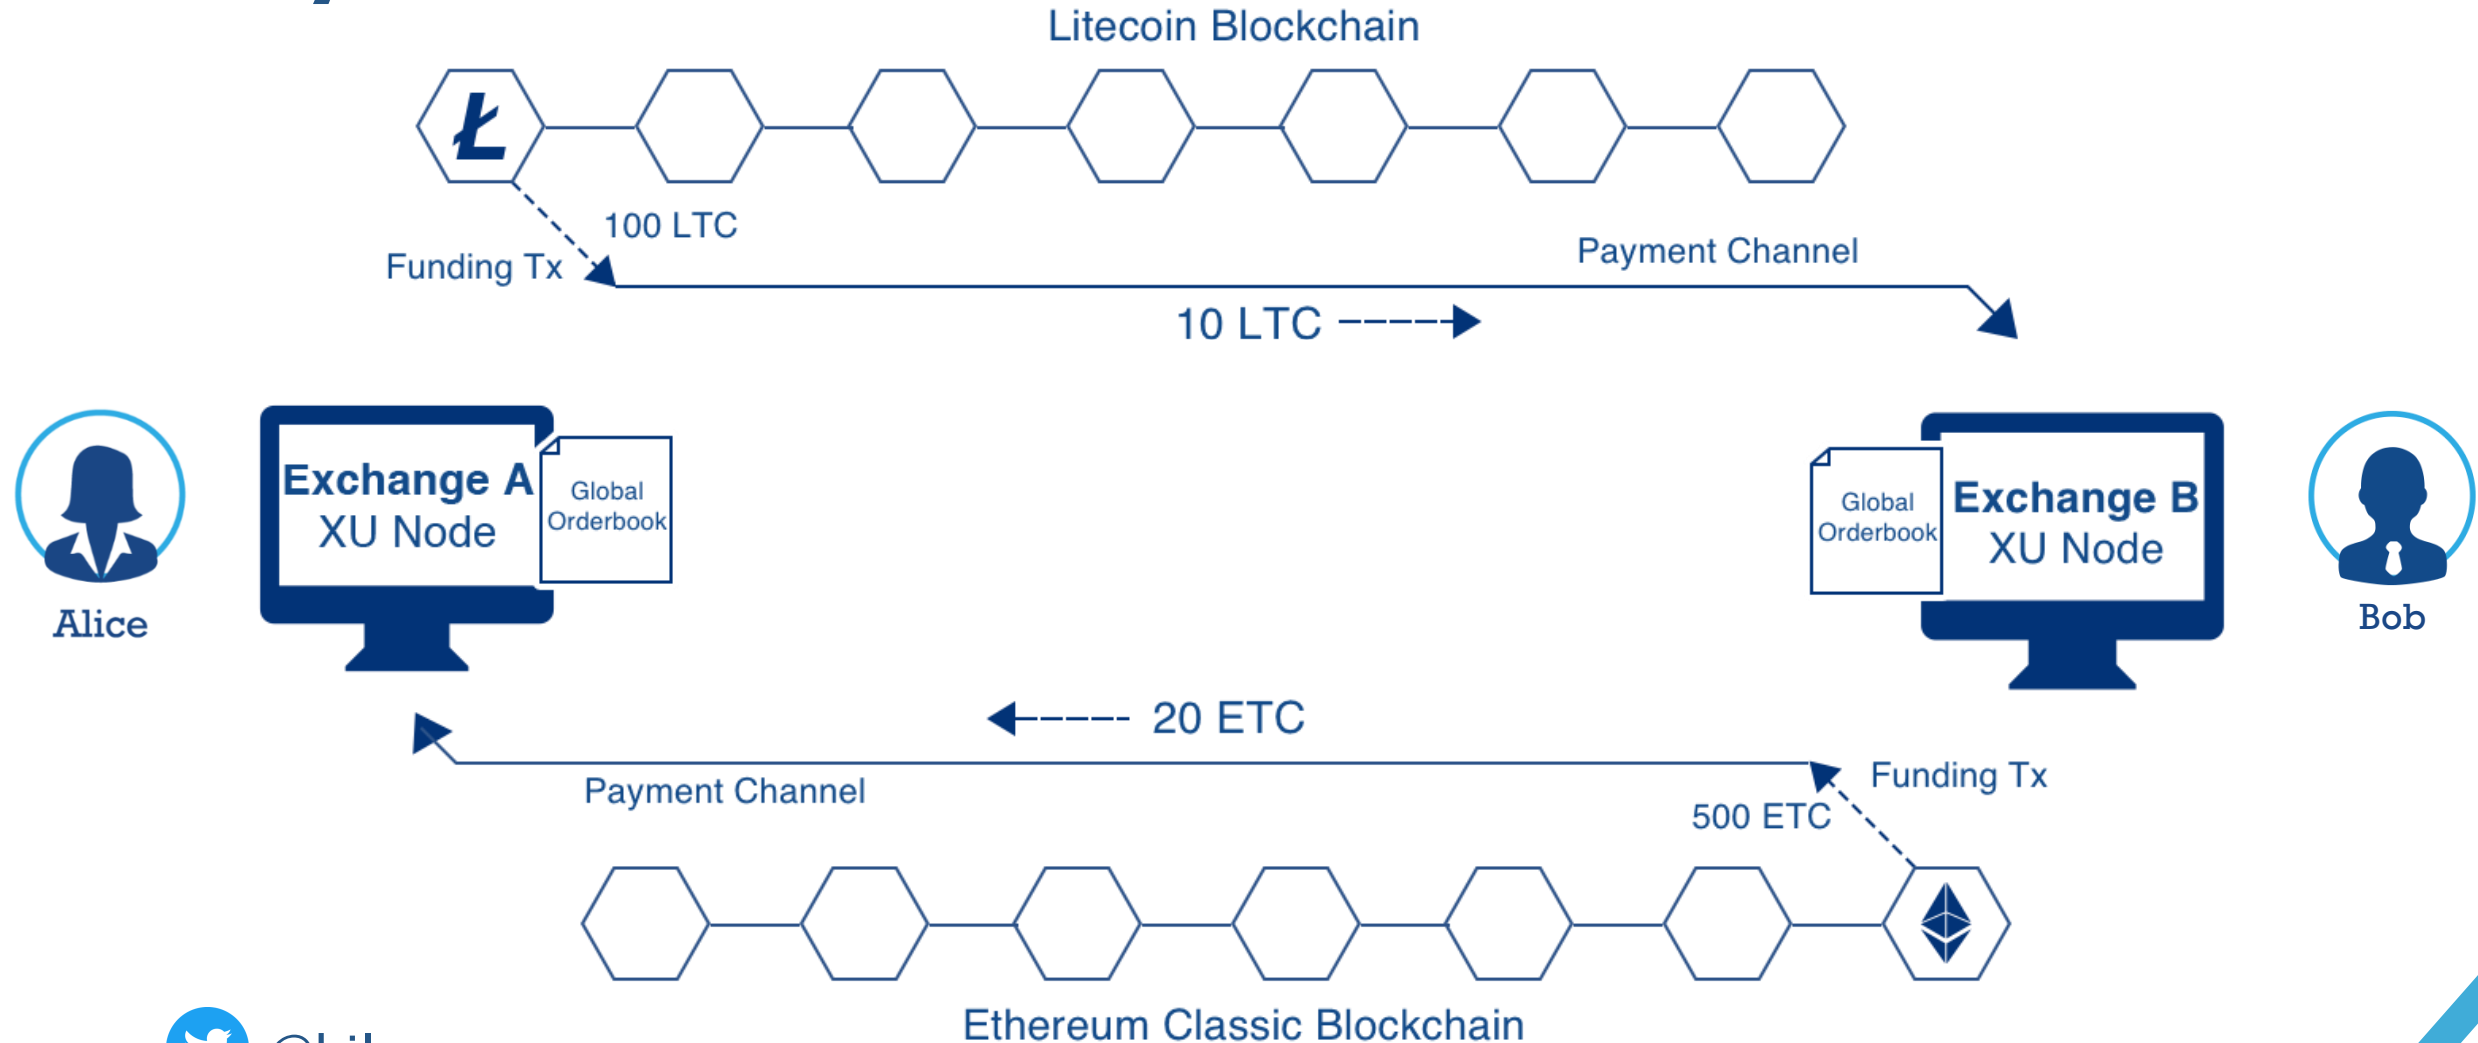 Litecoin Blockchain
100 LTC
Funding Tx
Payment Channel
10 LTC
Exchange A
XU Node
Global
Orderbook
Alice
Global
Orderbook
Exchange B
XU Node
Bob
20 ETC
Payment Channel
Funding Tx
500 ETC
Ethereum Classic Blockchain